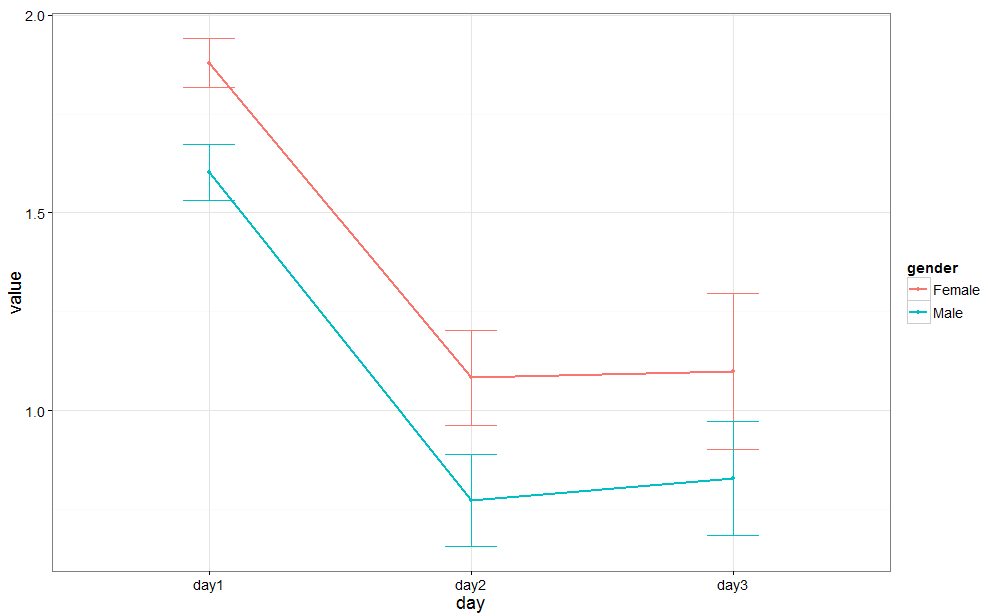 2.0
1.5
1.0
value
day1 day2 day3
day
gender
Female
Male